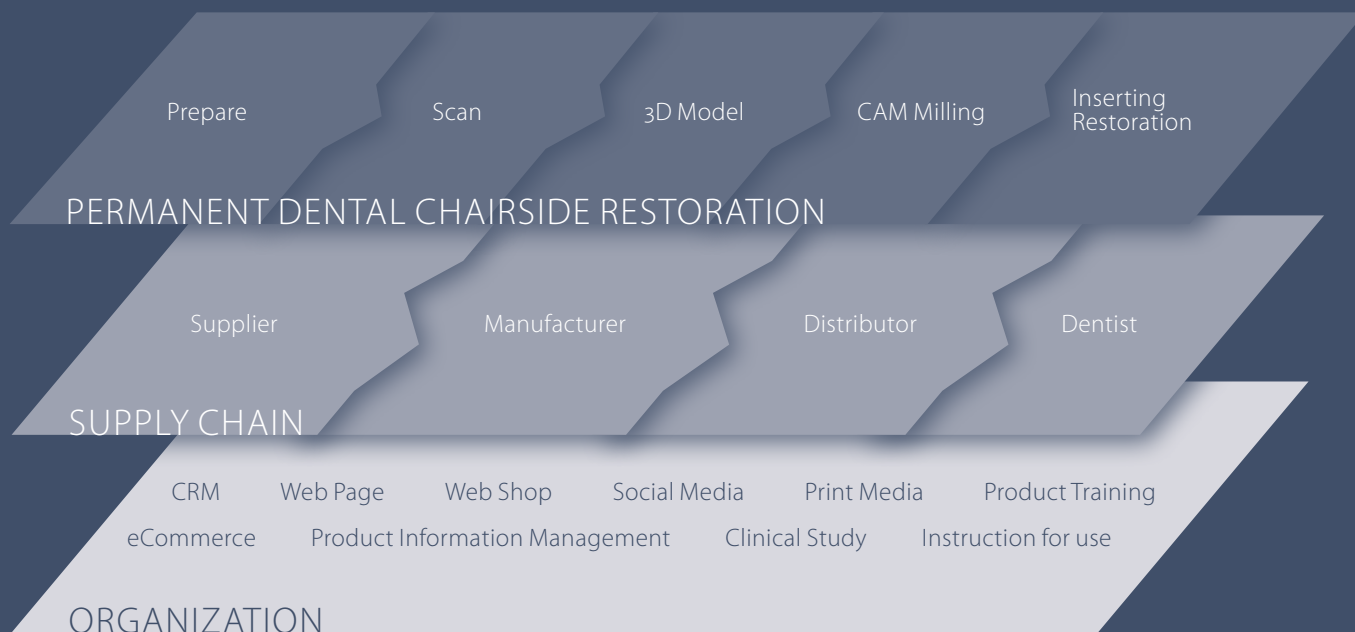 Prepare
Scan
3D Model
CAM Milling
Inserting
Restoration
PERMANENT DENTAL CHAIRSIDE RESTORATION
Supplier
Manufacturer
Distributor
Dentist
SUPPLY CHAIN
CRM
Web Page
Web Shop
Social Media
Print Media
Product Training
eCommerce
Product Information Management
Clinical Study
Instruction for use
ORGANIZATION